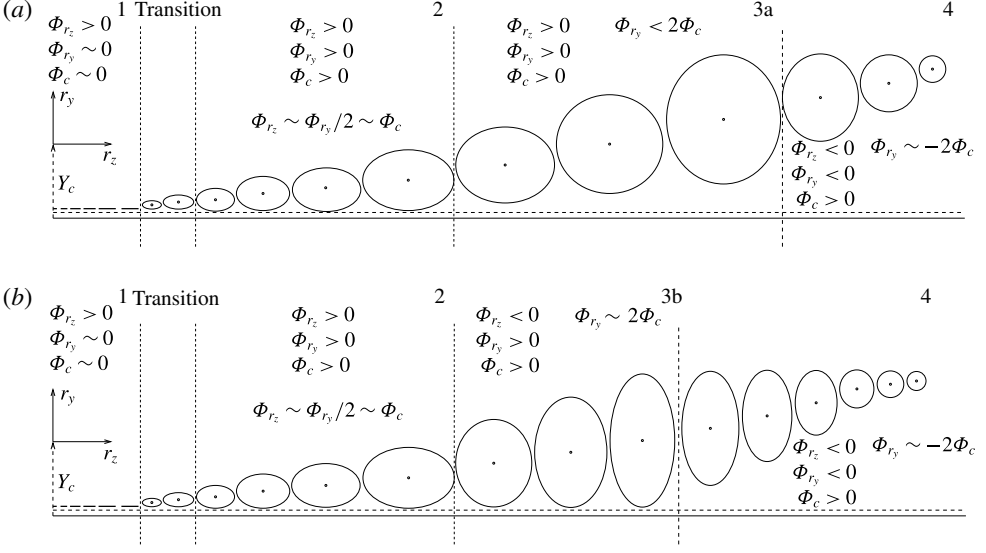 (a)
1 Transition 2 3a 4
Φ_{r_z} > 0 Φ_{r_z} > 0 Φ_{r_z} > 0 Φ_{r_y} < 2Φ_c
Φ_{r_y} ∼ 0 Φ_{r_y} > 0 Φ_{r_y} > 0
Φ_c ∼ 0 Φ_c > 0 Φ_c > 0
r_y
Φ_{r_z} ∼ Φ_{r_y}/2 ∼ Φ_c
r_z
Φ_{r_z} < 0 Φ_{r_y} ∼ −2Φ_c
Φ_{r_y} < 0
Φ_c > 0
Y_c
(b)
1 Transition 2 3b 4
Φ_{r_z} > 0 Φ_{r_z} > 0 Φ_{r_z} < 0 Φ_{r_y} ∼ 2Φ_c
Φ_{r_y} ∼ 0 Φ_{r_y} > 0 Φ_{r_y} > 0
Φ_c ∼ 0 Φ_c > 0 Φ_c > 0
r_y
Φ_{r_z} ∼ Φ_{r_y}/2 ∼ Φ_c
r_z
Φ_{r_z} < 0 Φ_{r_y} ∼ −2Φ_c
Φ_{r_y} < 0
Φ_c > 0
Y_c